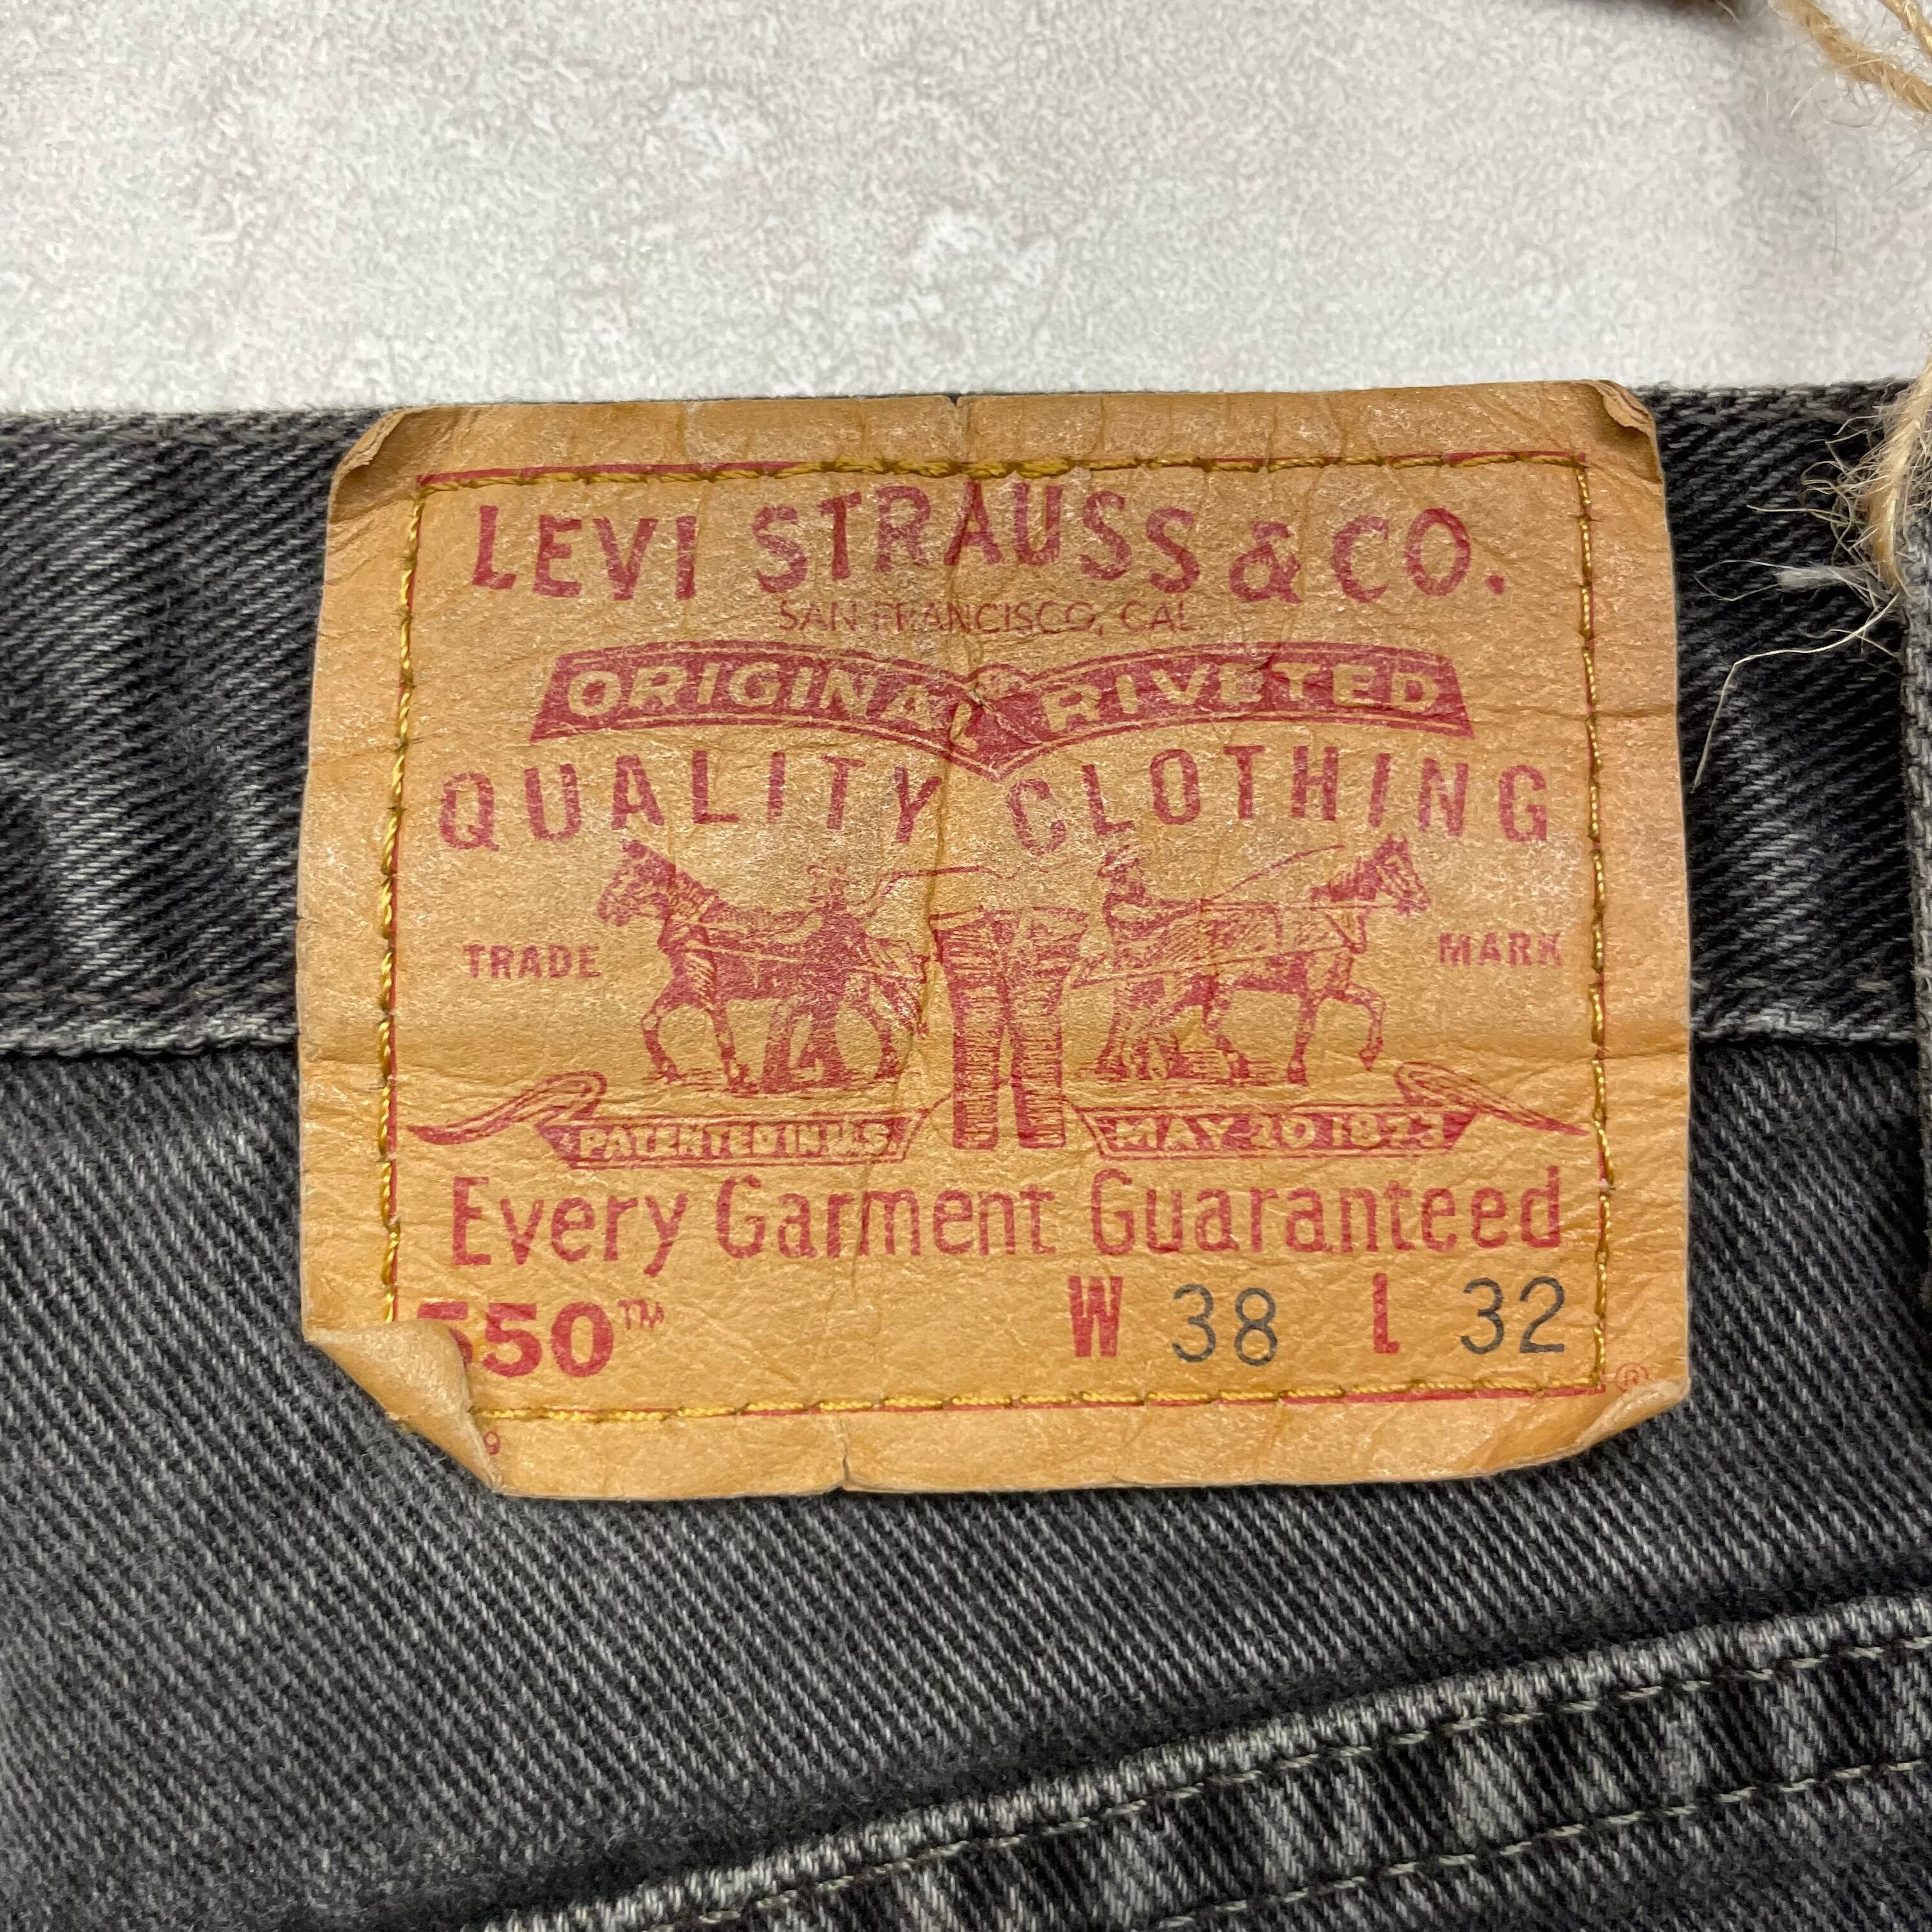 LEVI STRAUSS & CO.
SAN FRANCISCO, CAL.
ORIGINAL RIVETED
QUALITY CLOTHING
TRADE MARK
PATENTED IN U.S. MAY 20 1873
Every Garment Guaranteed
550™ W 38 L 32
®
9